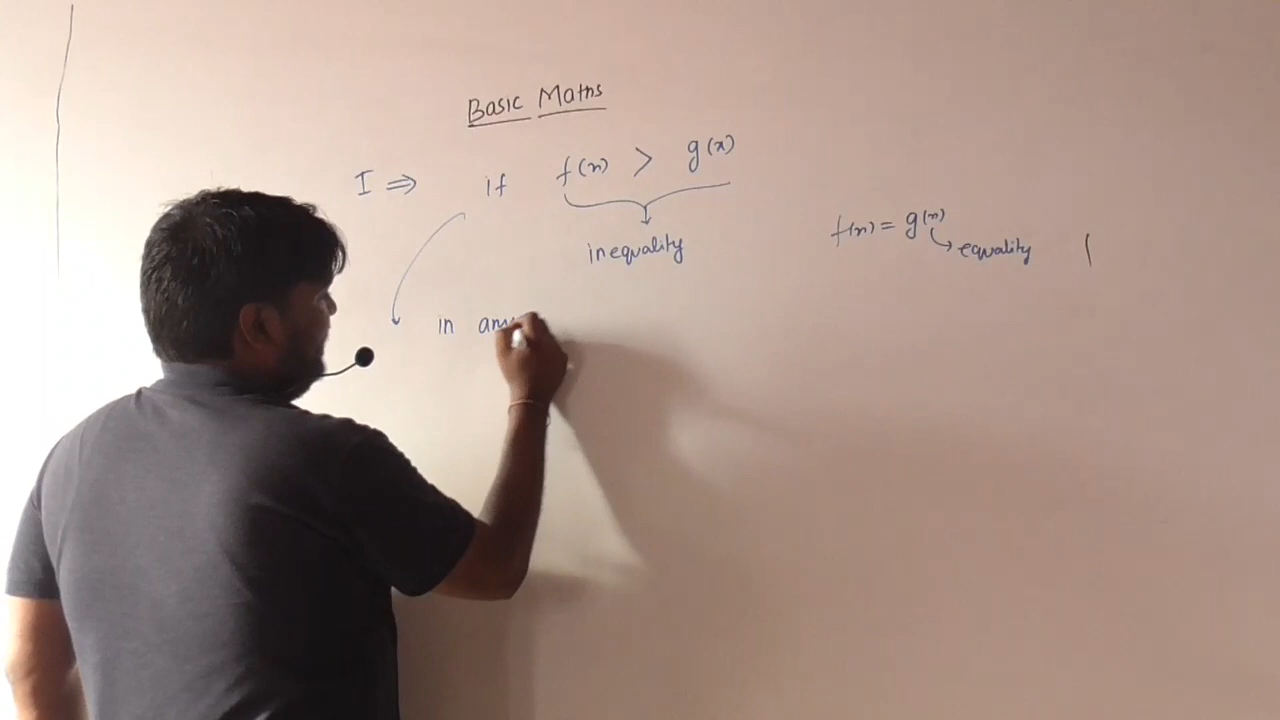 Basic Maths
I ⇒ if f(x) > g(x)
inequality
f(x) = g(x)
equality
in